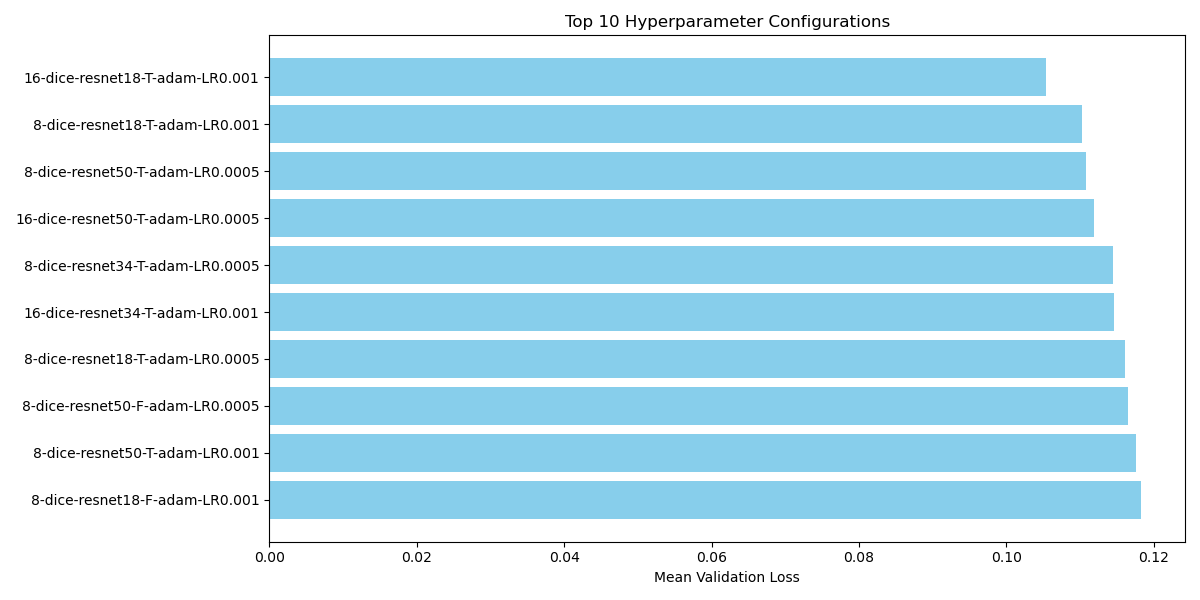 Top 10 Hyperparameter Configurations
16-dice-resnet18-T-adam-LR0.001
8-dice-resnet18-T-adam-LR0.001
8-dice-resnet50-T-adam-LR0.0005
16-dice-resnet50-T-adam-LR0.0005
8-dice-resnet34-T-adam-LR0.0005
16-dice-resnet34-T-adam-LR0.001
8-dice-resnet18-T-adam-LR0.0005
8-dice-resnet50-F-adam-LR0.0005
8-dice-resnet50-T-adam-LR0.001
8-dice-resnet18-F-adam-LR0.001
0.00 0.02 0.04 0.06 0.08 0.10 0.12
Mean Validation Loss